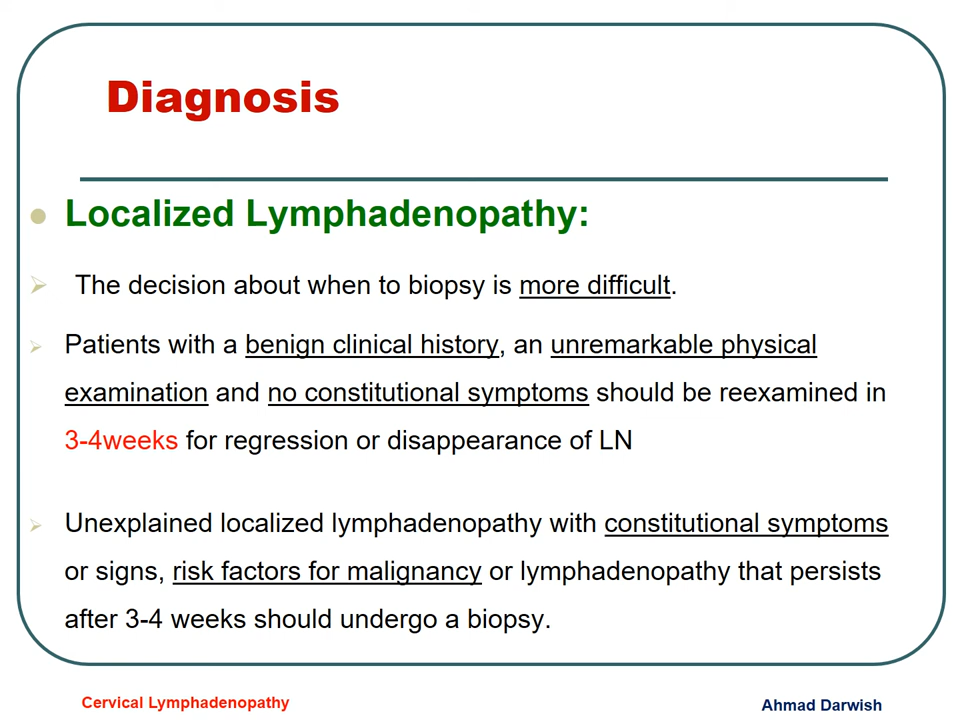 Diagnosis
Localized Lymphadenopathy:
The decision about when to biopsy is more difficult.
Patients with a benign clinical history, an unremarkable physical
examination and no constitutional symptoms should be reexamined in
3-4weeks for regression or disappearance of LN
Unexplained localized lymphadenopathy with constitutional symptoms
or signs, risk factors for malignancy or lymphadenopathy that persists
after 3-4 weeks should undergo a biopsy.
Cervical Lymphadenopathy
Ahmad Darwish